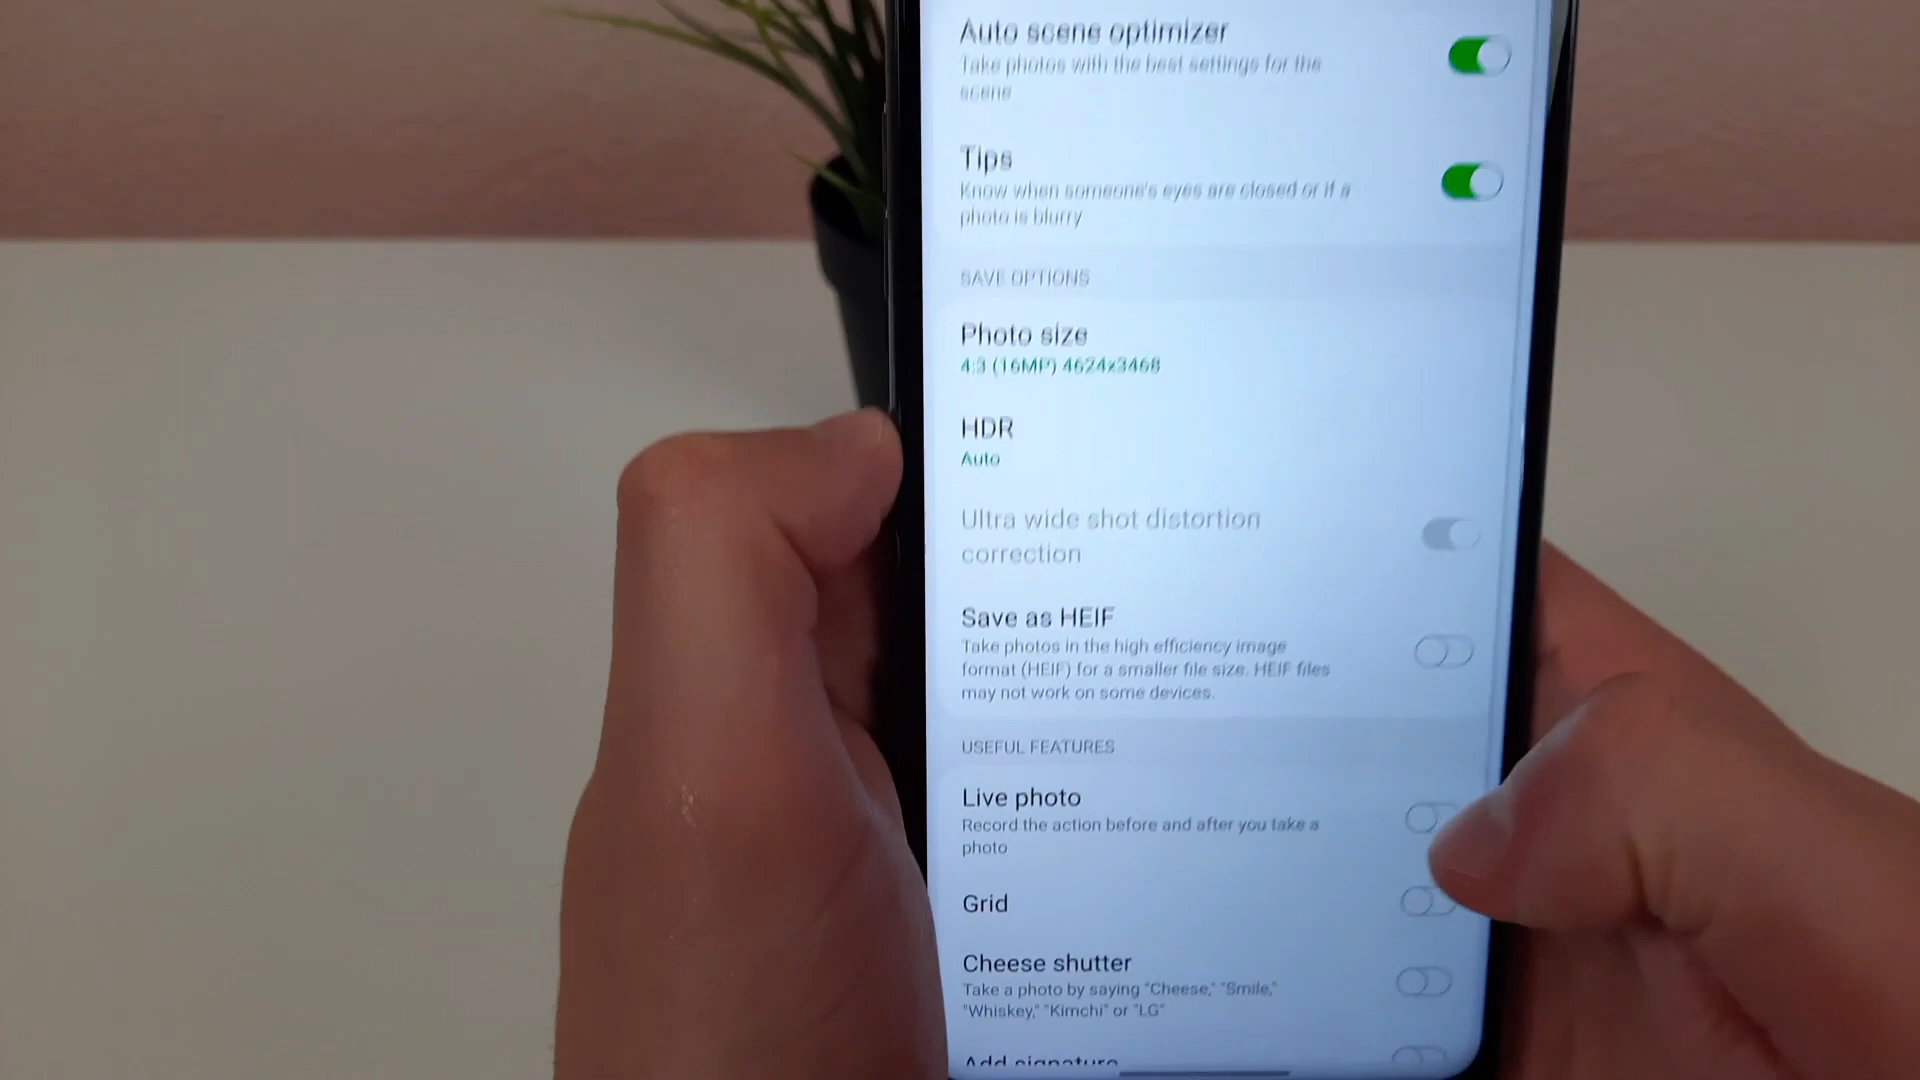 Auto scene optimizer
Take photos with the best settings for the
scene
Tips
Know when someone's eyes are closed or if a
photo is blurry
SAVE OPTIONS
Photo size
4:3 (16MP) 4624x3468
HDR
Auto
Ultra wide shot distortion
correction
Save as HEIF
Take photos in the high efficiency image
format (HEIF) for a smaller file size. HEIF files
may not work on some devices.
USEFUL FEATURES
Live photo
Record the action before and after you take a
photo
Grid
Cheese shutter
Take a photo by saying "Cheese," "Smile,"
"Whiskey," "Kimchi" or "LG"
Add signature